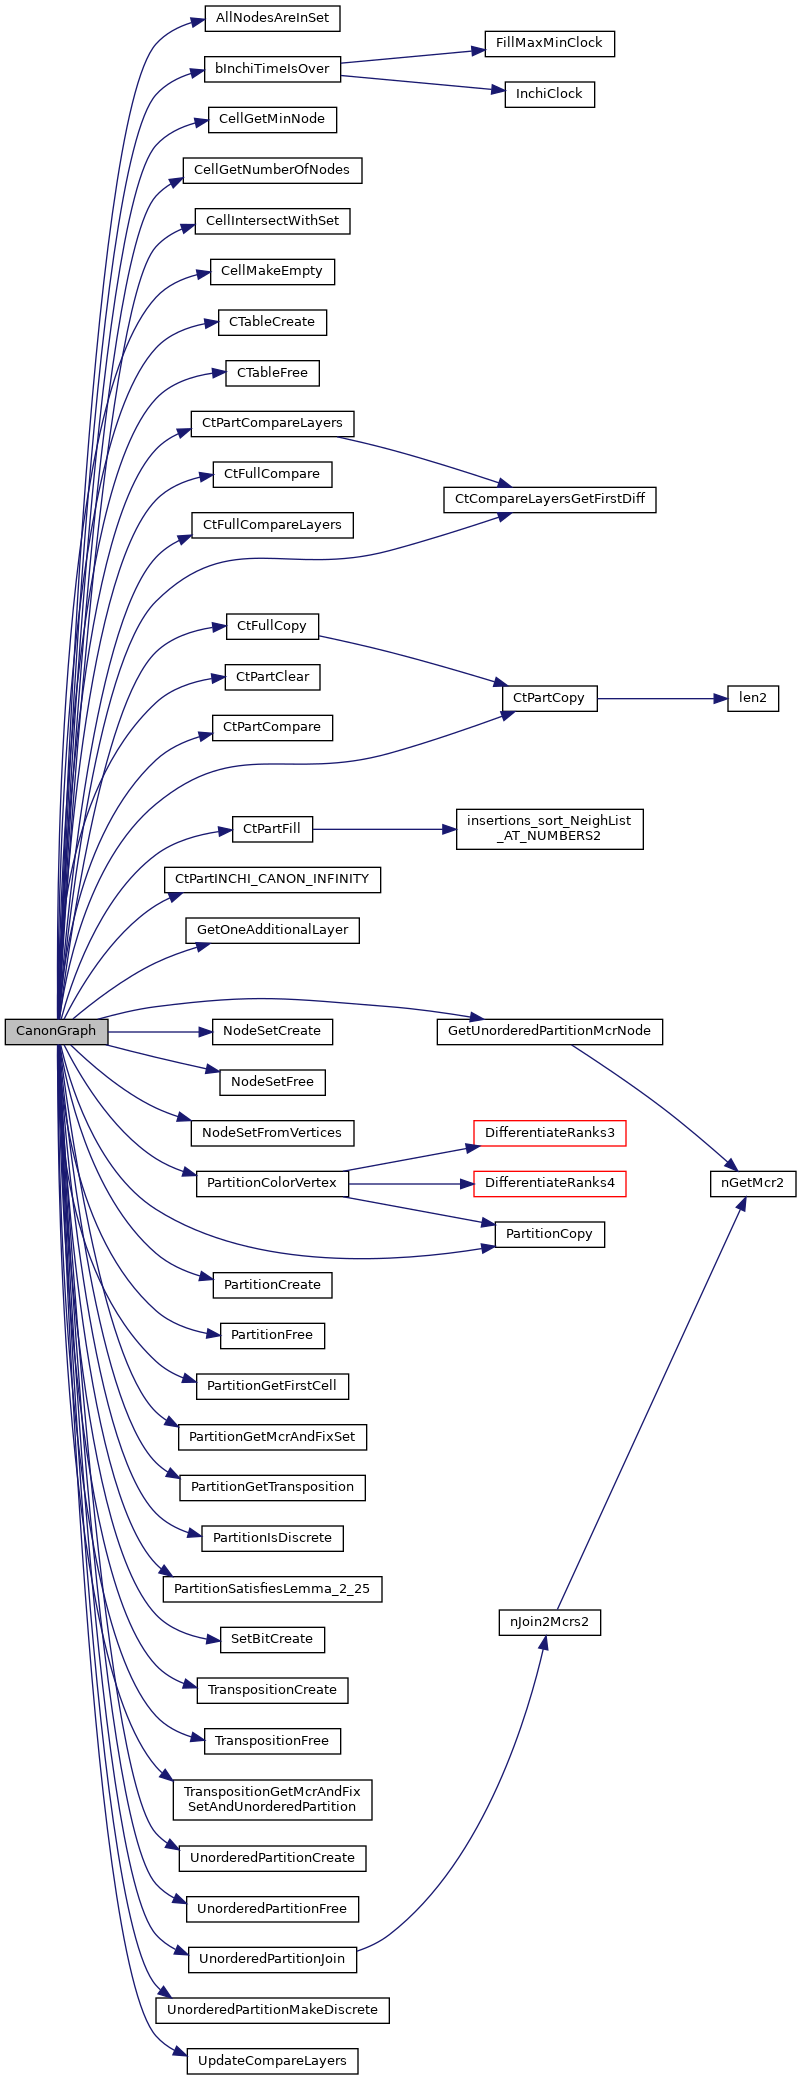 AllNodesAreInSet
bInchiTimeIsOver
FillMaxMinClock
InchiClock
CellGetMinNode
CellGetNumberOfNodes
CellIntersectWithSet
CellMakeEmpty
CTableCreate
CTableFree
CtPartCompareLayers
CtFullCompare
CtCompareLayersGetFirstDiff
CtFullCompareLayers
CtFullCopy
CtPartClear
CtPartCopy
len2
CtPartCompare
CtPartFill
insertions_sort_NeighList
_AT_NUMBERS2
CtPartINCHI_CANON_INFINITY
GetOneAdditionalLayer
CanonGraph
NodeSetCreate
GetUnorderedPartitionMcrNode
NodeSetFree
NodeSetFromVertices
DifferentiateRanks3
PartitionColorVertex
DifferentiateRanks4
nGetMcr2
PartitionCopy
PartitionCreate
PartitionFree
PartitionGetFirstCell
PartitionGetMcrAndFixSet
PartitionGetTransposition
PartitionIsDiscrete
PartitionSatisfiesLemma_2_25
nJoin2Mcrs2
SetBitCreate
TranspositionCreate
TranspositionFree
TranspositionGetMcrAndFix
SetAndUnorderedPartition
UnorderedPartitionCreate
UnorderedPartitionFree
UnorderedPartitionJoin
UnorderedPartitionMakeDiscrete
UpdateCompareLayers